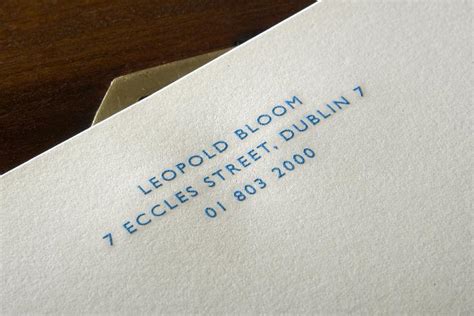 LEOPOLD BLOOM
7 ECCLES STREET, DUBLIN 7
01 803 2000